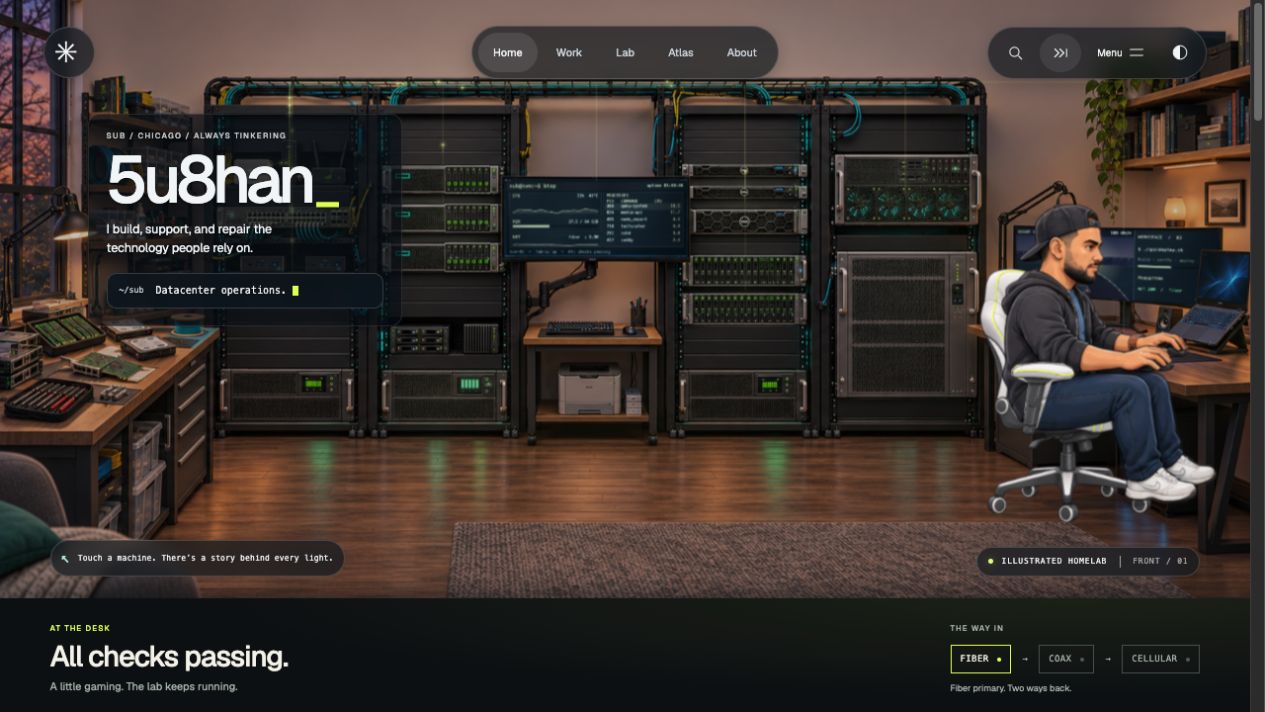 Home Work Lab Atlas About
Menu
SUB / CHICAGO / ALWAYS TINKERING
5u8han_
I build, support, and repair the
technology people rely on.
~/sub Datacenter operations.
Touch a machine. There's a story behind every light.
ILLUSTRATED HOMELAB | FRONT / 01
AT THE DESK
All checks passing.
A little gaming. The lab keeps running.
THE WAY IN
FIBER → COAX → CELLULAR
Fiber primary. Two ways back.